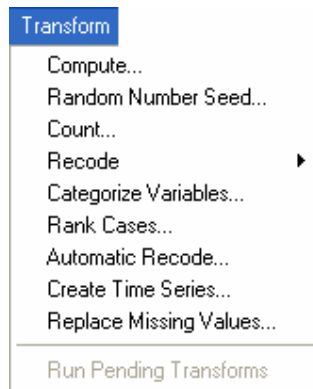 Transform
Compute...
Random Number Seed...
Count...
Recode
Categorize Variables...
Rank Cases...
Automatic Recode...
Create Time Series...
Replace Missing Values...
Run Pending Transforms